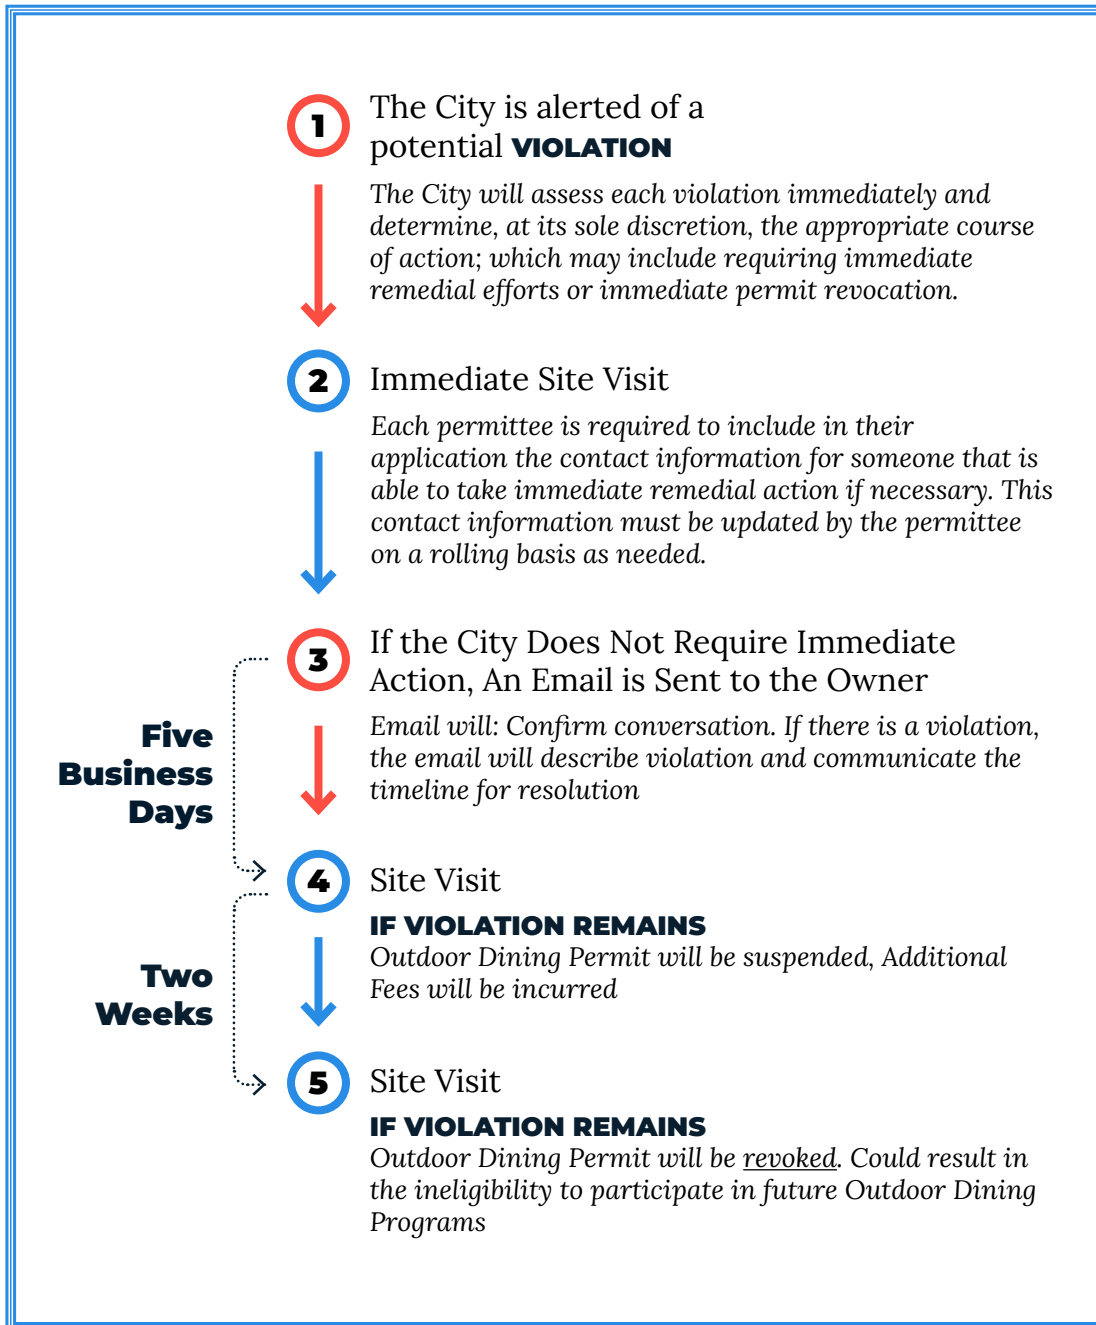 1
The City is alerted of a
potential VIOLATION
The City will assess each violation immediately and
determine, at its sole discretion, the appropriate course
of action; which may include requiring immediate
remedial efforts or immediate permit revocation.
2
Immediate Site Visit
Each permittee is required to include in their
application the contact information for someone that is
able to take immediate remedial action if necessary. This
contact information must be updated by the permittee
on a rolling basis as needed.
3
If the City Does Not Require Immediate
Action, An Email is Sent to the Owner
Email will: Confirm conversation. If there is a violation,
the email will describe violation and communicate the
timeline for resolution
Five
Business
Days
4
Site Visit
IF VIOLATION REMAINS
Outdoor Dining Permit will be suspended, Additional
Fees will be incurred
Two
Weeks
5
Site Visit
IF VIOLATION REMAINS
Outdoor Dining Permit will be revoked. Could result in
the ineligibility to participate in future Outdoor Dining
Programs